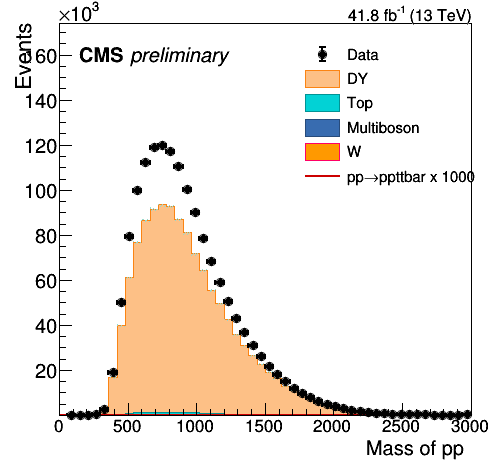 ×10³
41.8 fb⁻¹ (13 TeV)
Events
CMS preliminary
Data
DY
Top
Multiboson
W
pp→ppttbar x 1000
160
140
120
100
80
60
40
20
0 500 1000 1500 2000 2500 3000
Mass of pp